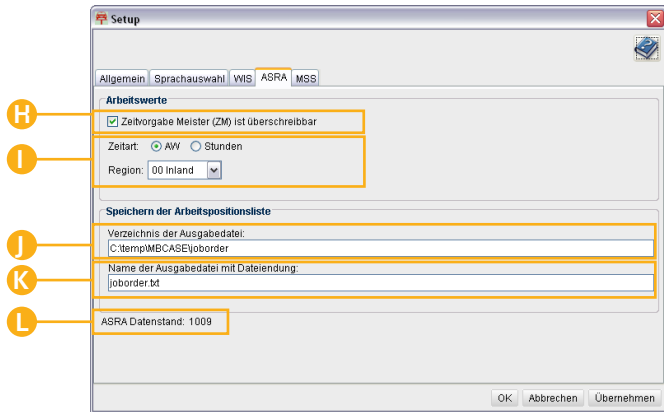 Setup
Allgemein Sprachauswahl WIS ASRA MSS
Arbeitswerte
H
Zeitvorgabe Meister (ZM) ist überschreibbar
I
Zeitart: AW Stunden
Region: 00 Inland
Speichern der Arbeitspositionsliste
J
Verzeichnis der Ausgabedatei:
C:\temp\MBCASE\joborder
K
Name der Ausgabedatei mit Dateiendung:
joborder.txt
L
ASRA Datenstand: 1009
OK Abbrechen Übernehmen